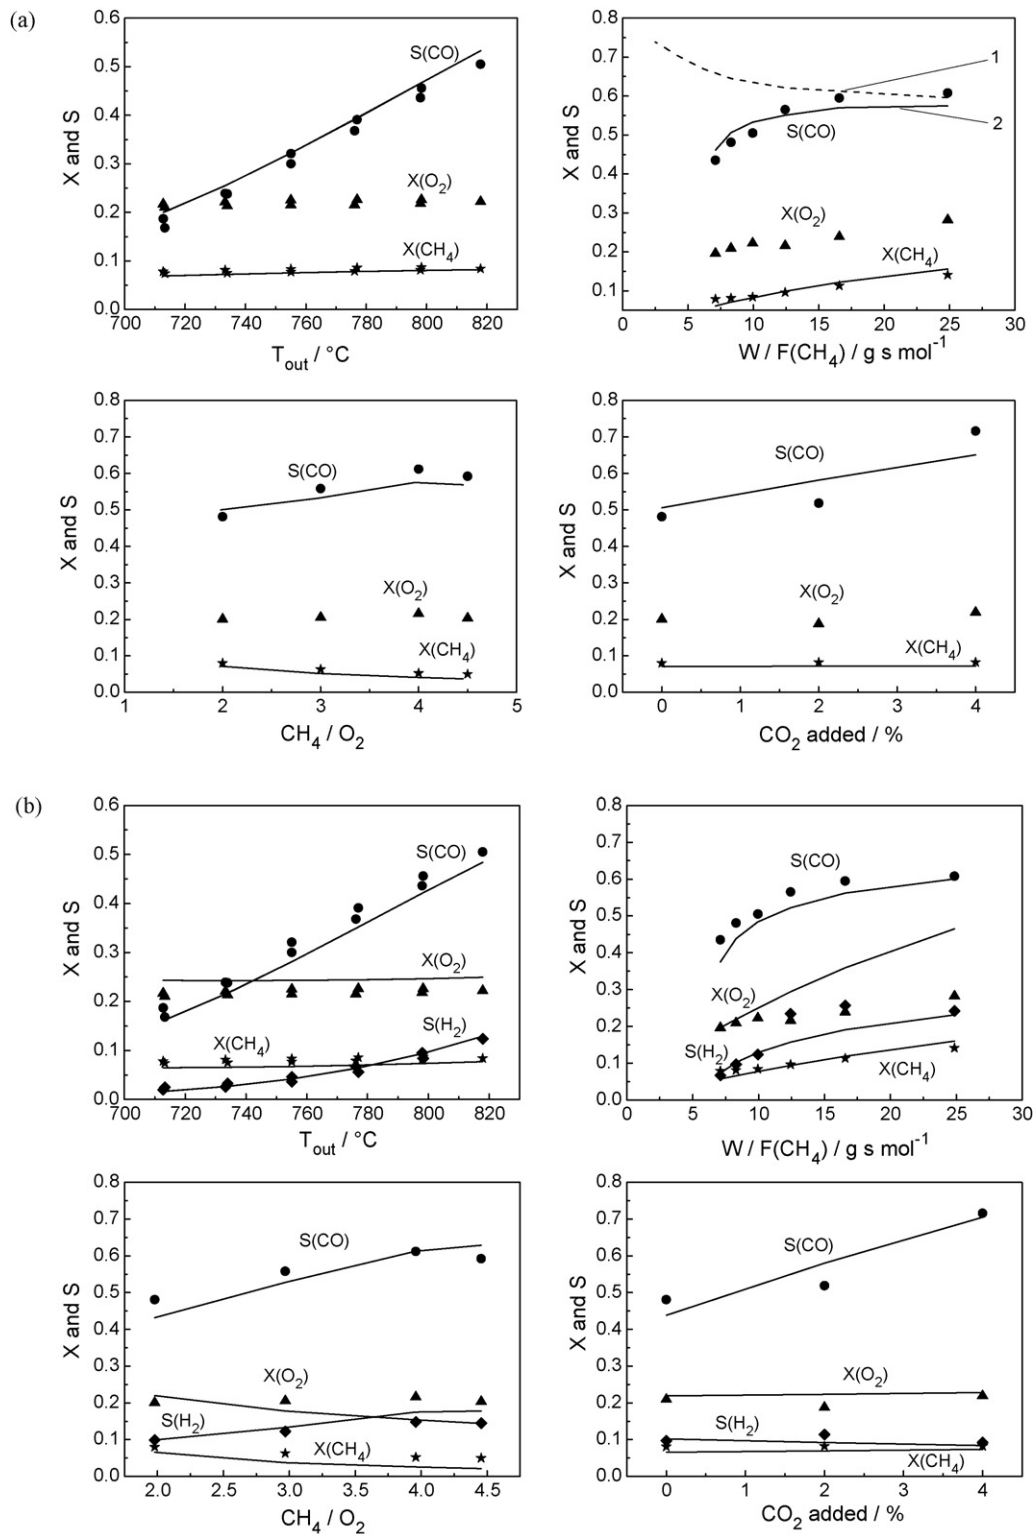 (a)
0.6
0.5
0.4
0.3
0.2
0.1
0.0
X and S
S(CO)
X(O2)
X(CH4)
700 720 740 760 780 800 820
Tout / °C
0.8
0.7
0.6
0.5
0.4
0.3
0.2
0.1
X and S
1
2
S(CO)
X(O2)
X(CH4)
0 5 10 15 20 25 30
W / F(CH4) / g s mol-1
0.8
0.7
0.6
0.5
0.4
0.3
0.2
0.1
0.0
X and S
S(CO)
X(O2)
X(CH4)
1 2 3 4 5
CH4 / O2
0.8
0.7
0.6
0.5
0.4
0.3
0.2
0.1
0.0
X and S
S(CO)
X(O2)
X(CH4)
0 1 2 3 4
CO2 added / %
(b)
0.6
0.5
0.4
0.3
0.2
0.1
0.0
X and S
S(CO)
X(O2)
S(H2)
X(CH4)
700 720 740 760 780 800 820
Tout / °C
0.8
0.7
0.6
0.5
0.4
0.3
0.2
0.1
0.0
X and S
S(CO)
X(O2)
S(H2)
X(CH4)
0 5 10 15 20 25 30
W / F(CH4) / g s mol-1
0.8
0.7
0.6
0.5
0.4
0.3
0.2
0.1
0.0
X and S
S(CO)
X(O2)
S(H2)
X(CH4)
2.0 2.5 3.0 3.5 4.0 4.5
CH4 / O2
0.8
0.7
0.6
0.5
0.4
0.3
0.2
0.1
0.0
X and S
S(CO)
X(O2)
S(H2)
X(CH4)
0 1 2 3 4
CO2 added / %